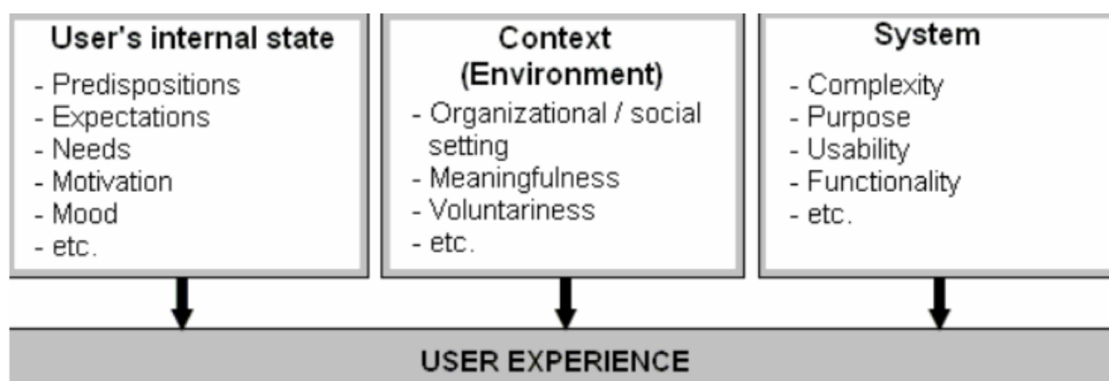 User's internal state
- Predispositions
- Expectations
- Needs
- Motivation
- Mood
- etc.
Context
(Environment)
- Organizational / social
setting
- Meaningfulness
- Voluntariness
- etc.
System
- Complexity
- Purpose
- Usability
- Functionality
- etc.
USER EXPERIENCE